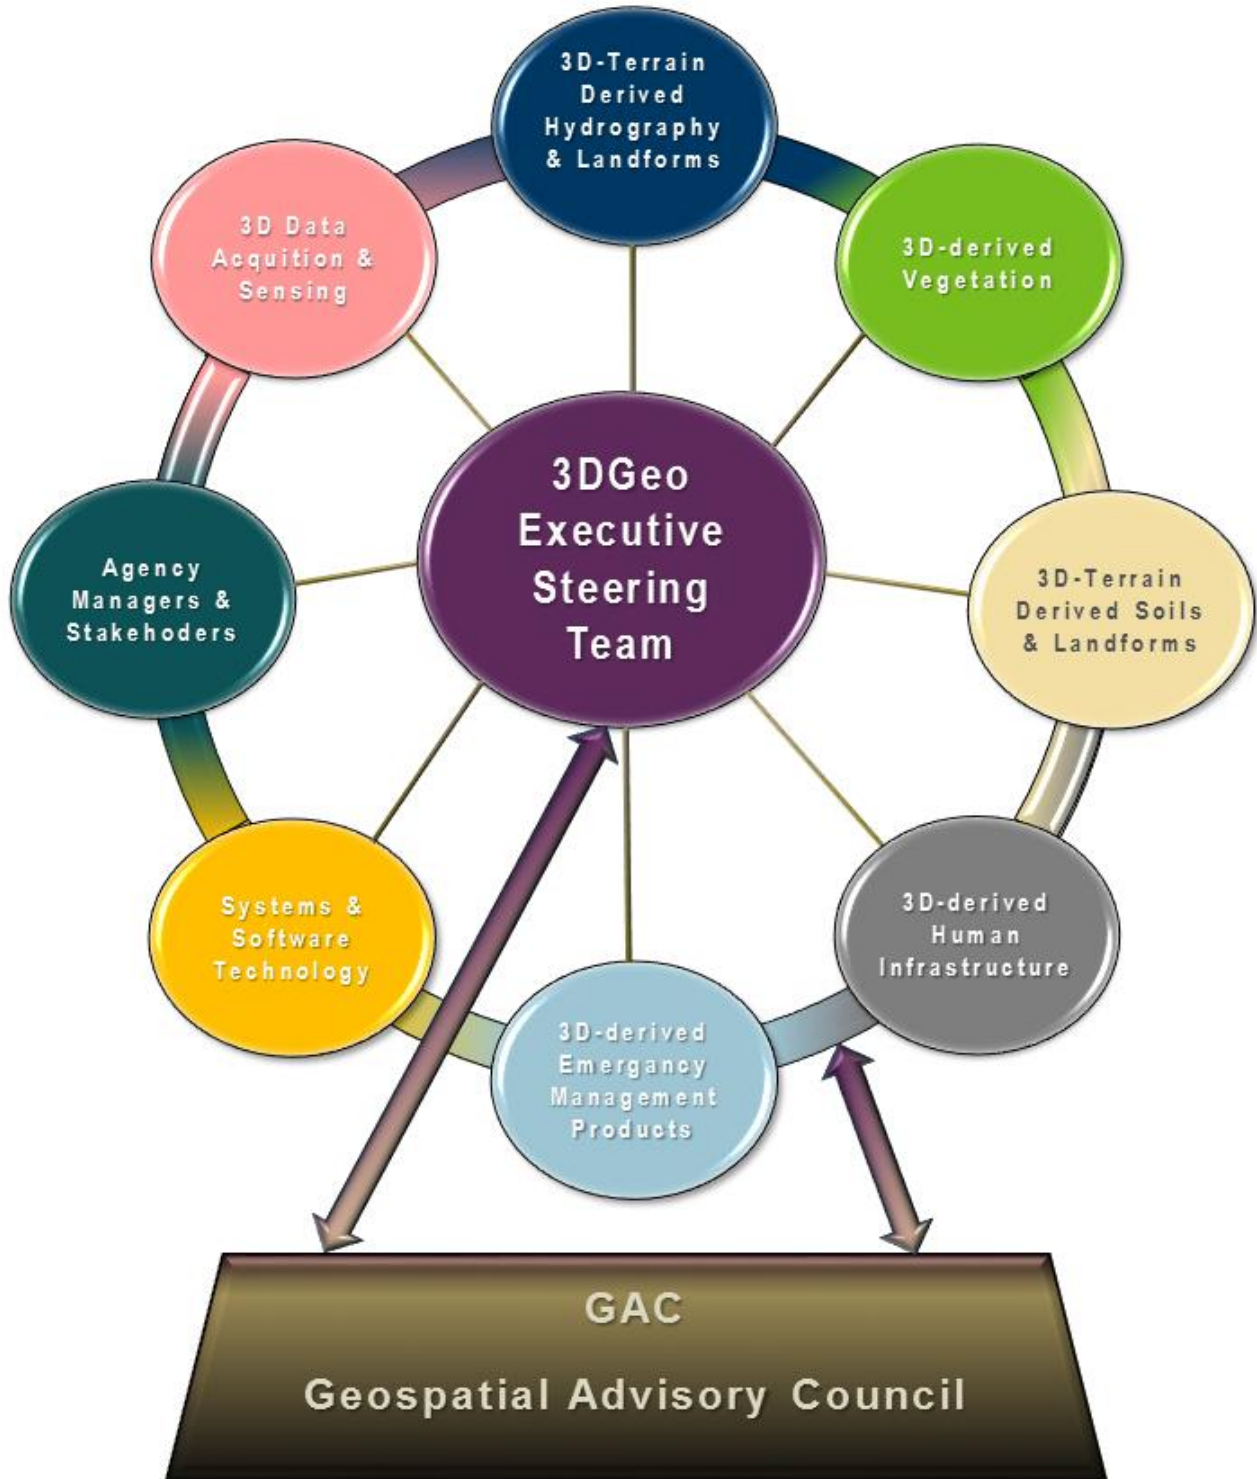 3D-Terrain
Derived
Hydrography
& Landforms
3D Data
Acquition &
Sensing
3D-derived
Vegetation
3DGeo
Executive
Steering
Team
Agency
Managers &
Stakehoders
3D-Terrain
Derived Soils
& Landforms
Systems &
Software
Technology
3D-derived
Human
Infrastructure
3D-derived
Emergancy
Management
Products
GAC
Geospatial Advisory Council